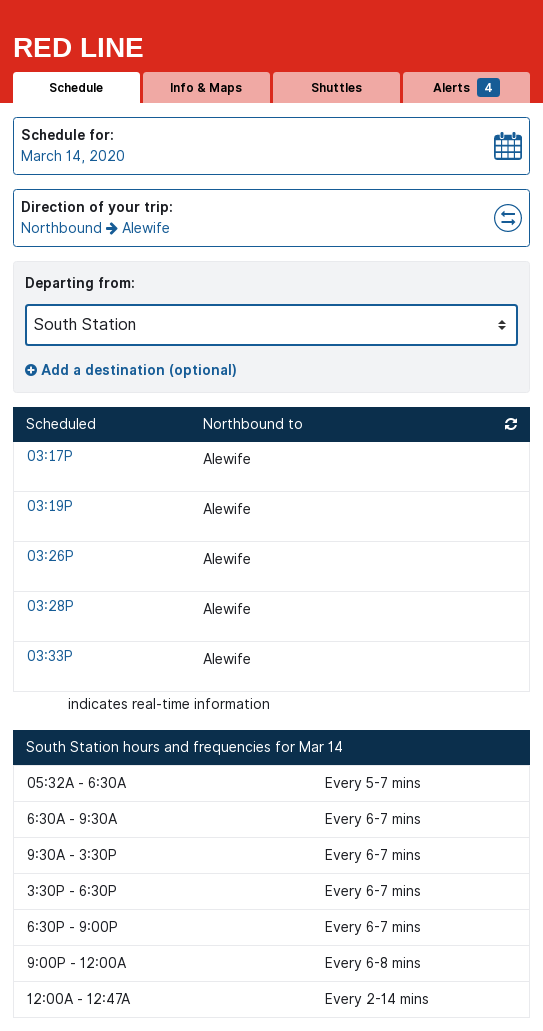 RED LINE
Schedule
Info & Maps
Shuttles
Alerts 4
Schedule for:
March 14, 2020
Direction of your trip:
Northbound → Alewife
Departing from:
South Station
Add a destination (optional)
Scheduled Northbound to
03:17P Alewife
03:19P Alewife
03:26P Alewife
03:28P Alewife
03:33P Alewife
indicates real-time information
South Station hours and frequencies for Mar 14
05:32A - 6:30A Every 5-7 mins
6:30A - 9:30A Every 6-7 mins
9:30A - 3:30P Every 6-7 mins
3:30P - 6:30P Every 6-7 mins
6:30P - 9:00P Every 6-7 mins
9:00P - 12:00A Every 6-8 mins
12:00A - 12:47A Every 2-14 mins